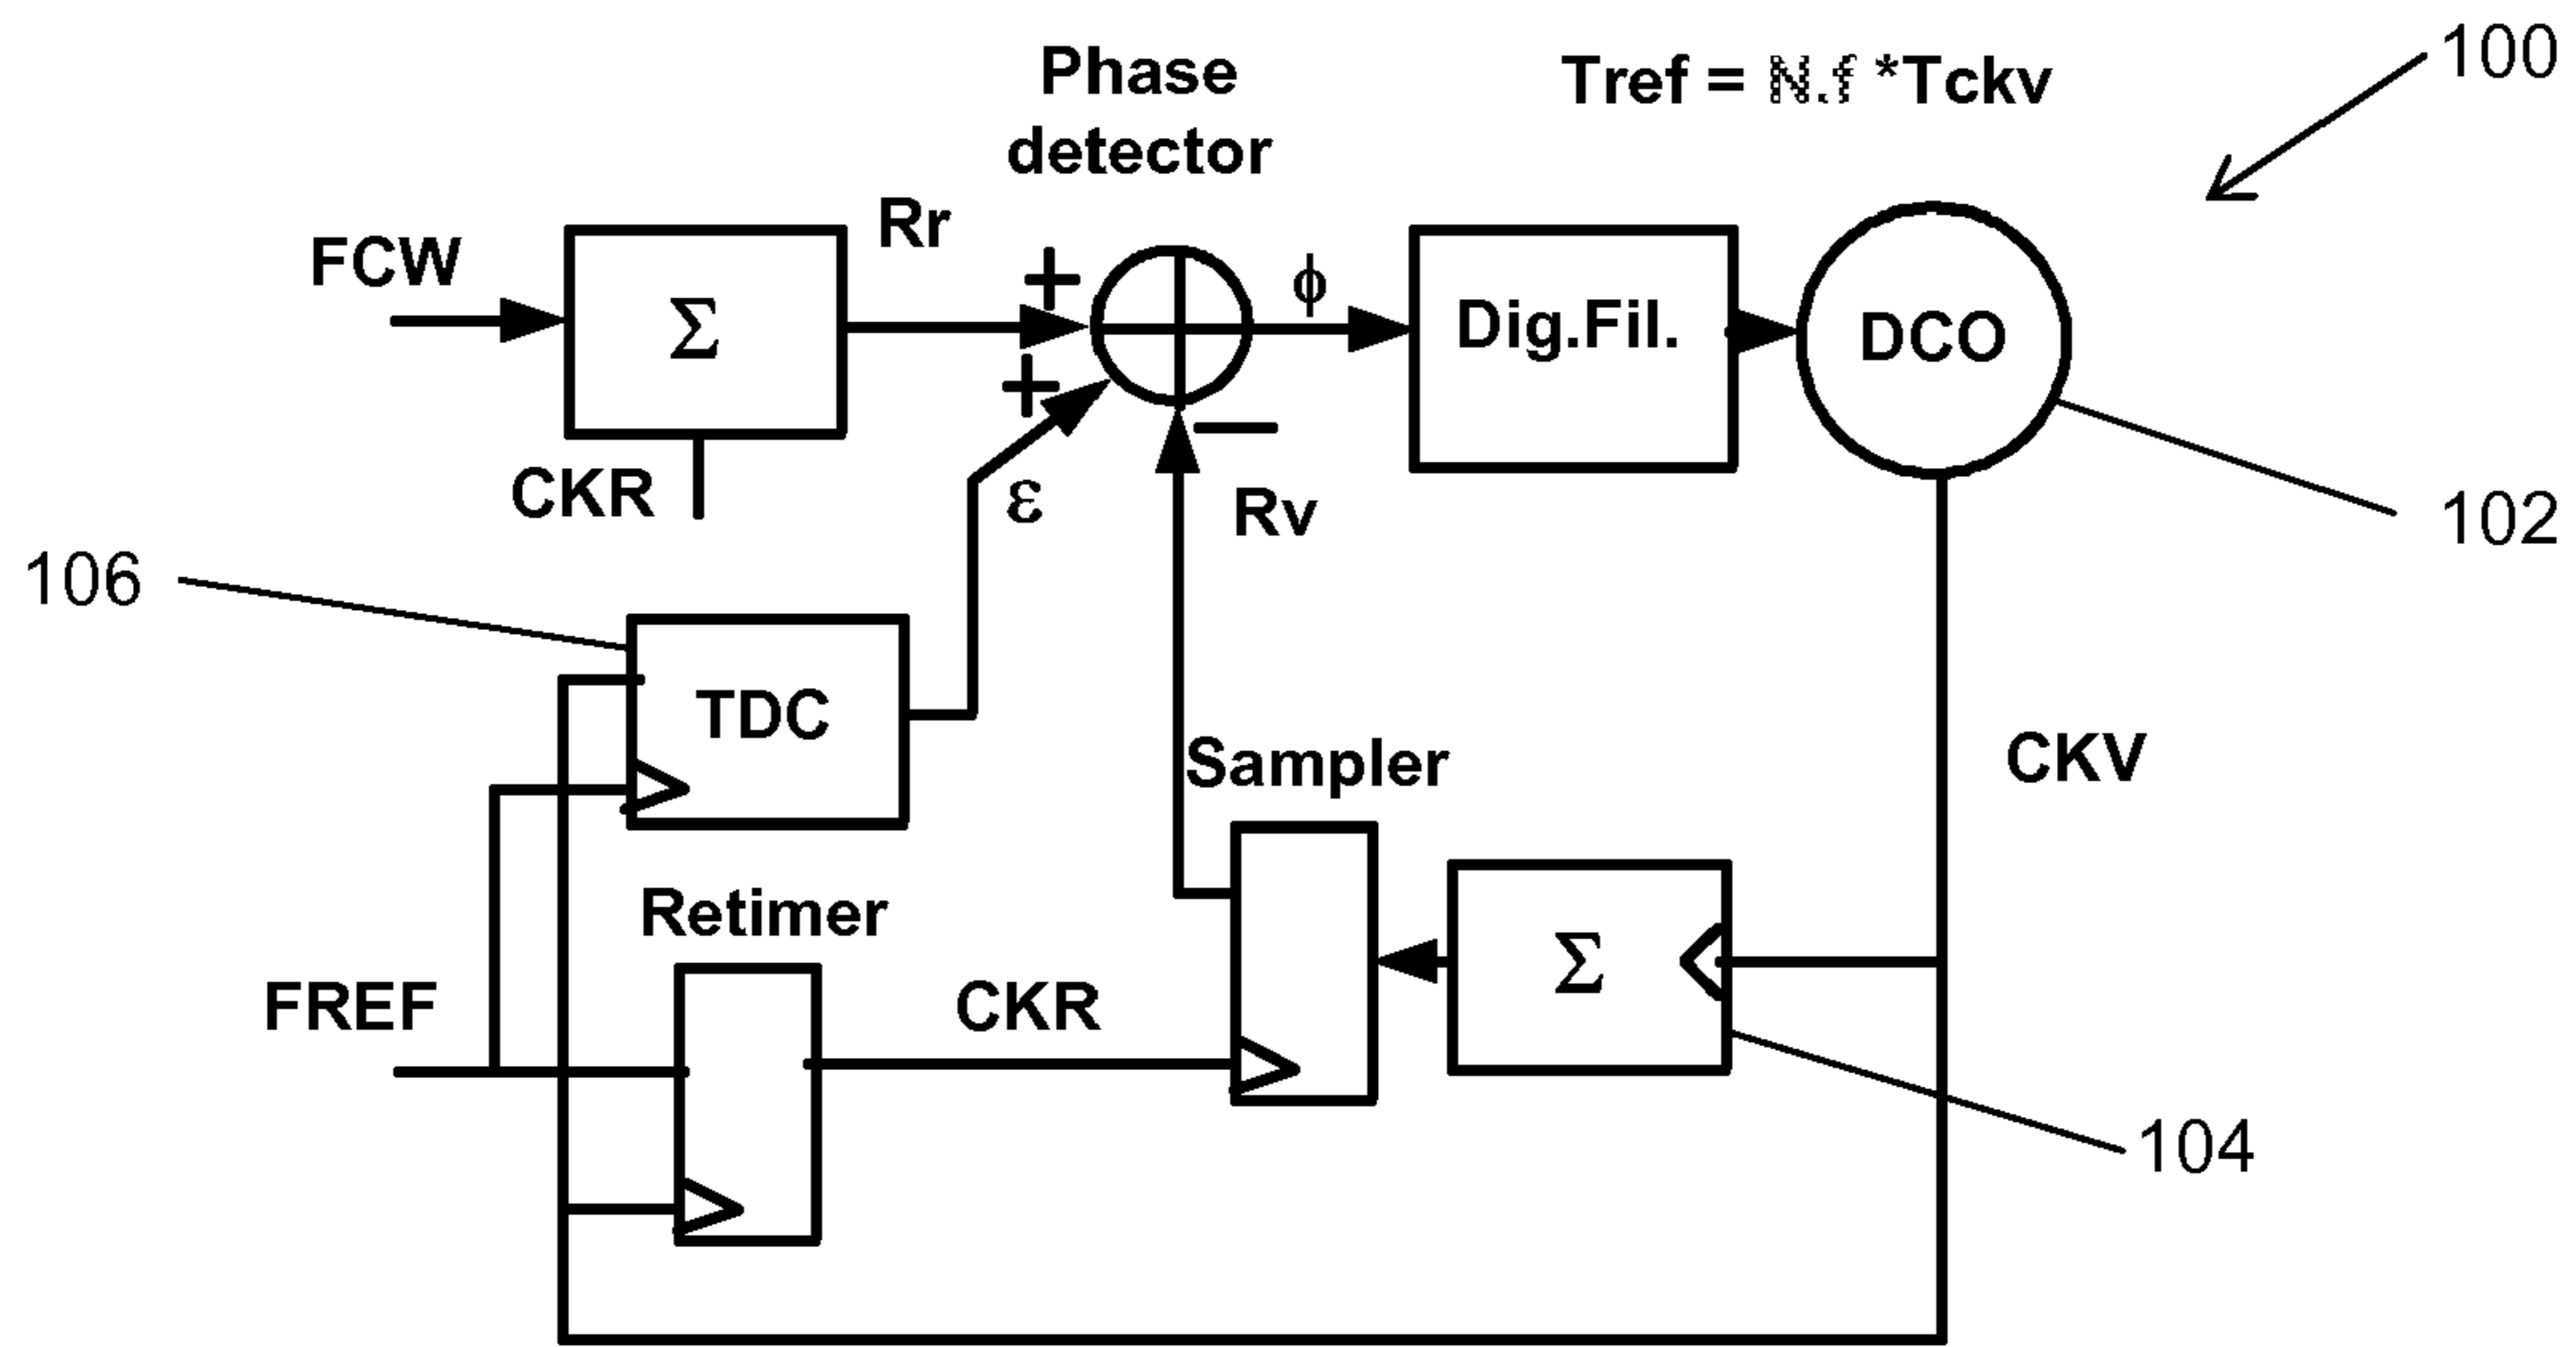 Phase
detector
Tref = N.f *Tckv
100
FCW
Σ
Rr
+
+
−
ϕ
Dig.Fil.
DCO
CKR
ε
Rv
102
106
TDC
Sampler
CKV
Retimer
Σ
FREF
CKR
104